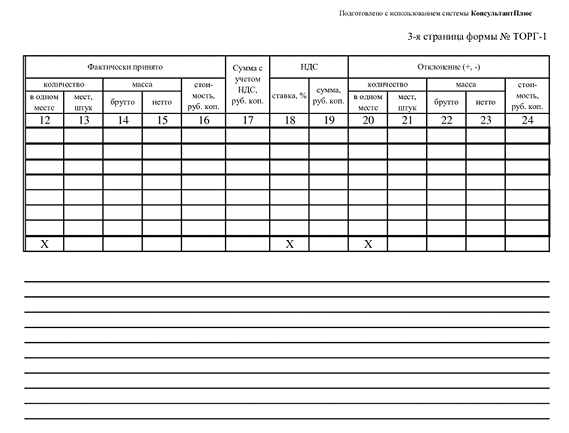 Подготовлено с использованием системы КонсультантПлюс
3-я страница формы № ТОРГ-1
Фактически принято
Сумма с учетом НДС, руб. коп.
НДС
Отклонение (+, -)
количество
масса
стои-
мость,
руб. коп.
ставка, %
сумма,
руб. коп.
количество
масса
стои-
мость,
руб. коп.
в одном
месте
мест,
штук
брутто
нетто
в одном
месте
мест,
штук
брутто
нетто
12 13 14 15 16 17 18 19 20 21 22 23 24
Х Х Х